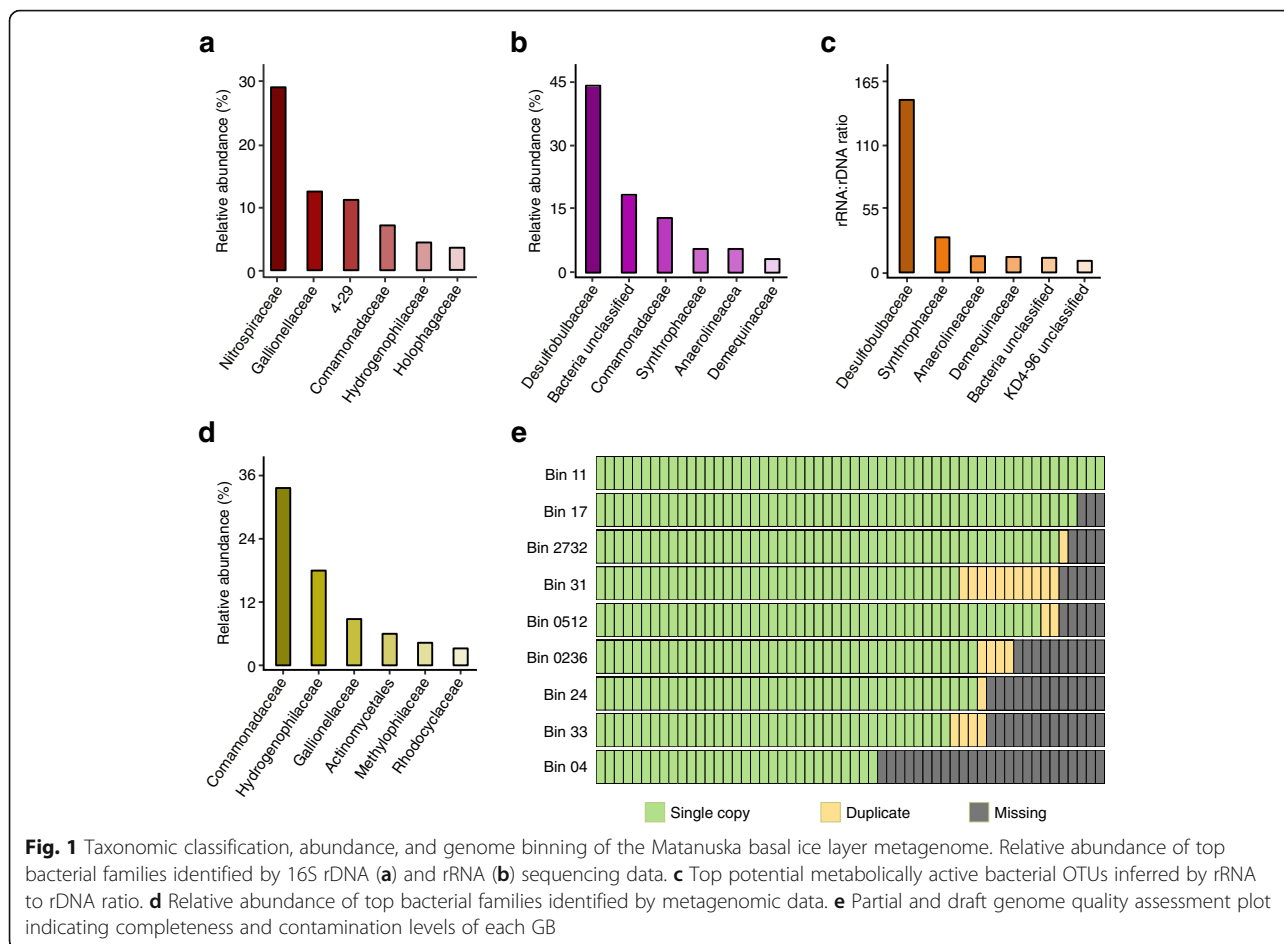 a
Relative abundance (%)
30
20
10
0
Nitrospiraceae
Gallionellaceae
4-29
Comamonadaceae
Hydrogenophilaceae
Holophagaceae
b
Relative abundance (%)
45
30
15
0
Desulfobulbaceae
Bacteria unclassified
Comamonadaceae
Synthrophaceae
Anaerolineacea
Demequinaceae
c
rRNA:rDNA ratio
165
110
55
0
Desulfobulbaceae
Synthrophaceae
Anaerolineaceae
Demequinaceae
Bacteria unclassified
KD4-96 unclassified
d
Relative abundance (%)
36
24
12
0
Comamonadaceae
Hydrogenophilaceae
Gallionellaceae
Actinomycetales
Methylophilaceae
Rhodocyclaceae
e
Bin 11
Bin 17
Bin 2732
Bin 31
Bin 0512
Bin 0236
Bin 24
Bin 33
Bin 04
Single copy Duplicate Missing
Fig. 1 Taxonomic classification, abundance, and genome binning of the Matanuska basal ice layer metagenome. Relative abundance of top
bacterial families identified by 16S rDNA (a) and rRNA (b) sequencing data. c Top potential metabolically active bacterial OTUs inferred by rRNA
to rDNA ratio. d Relative abundance of top bacterial families identified by metagenomic data. e Partial and draft genome quality assessment plot
indicating completeness and contamination levels of each GB